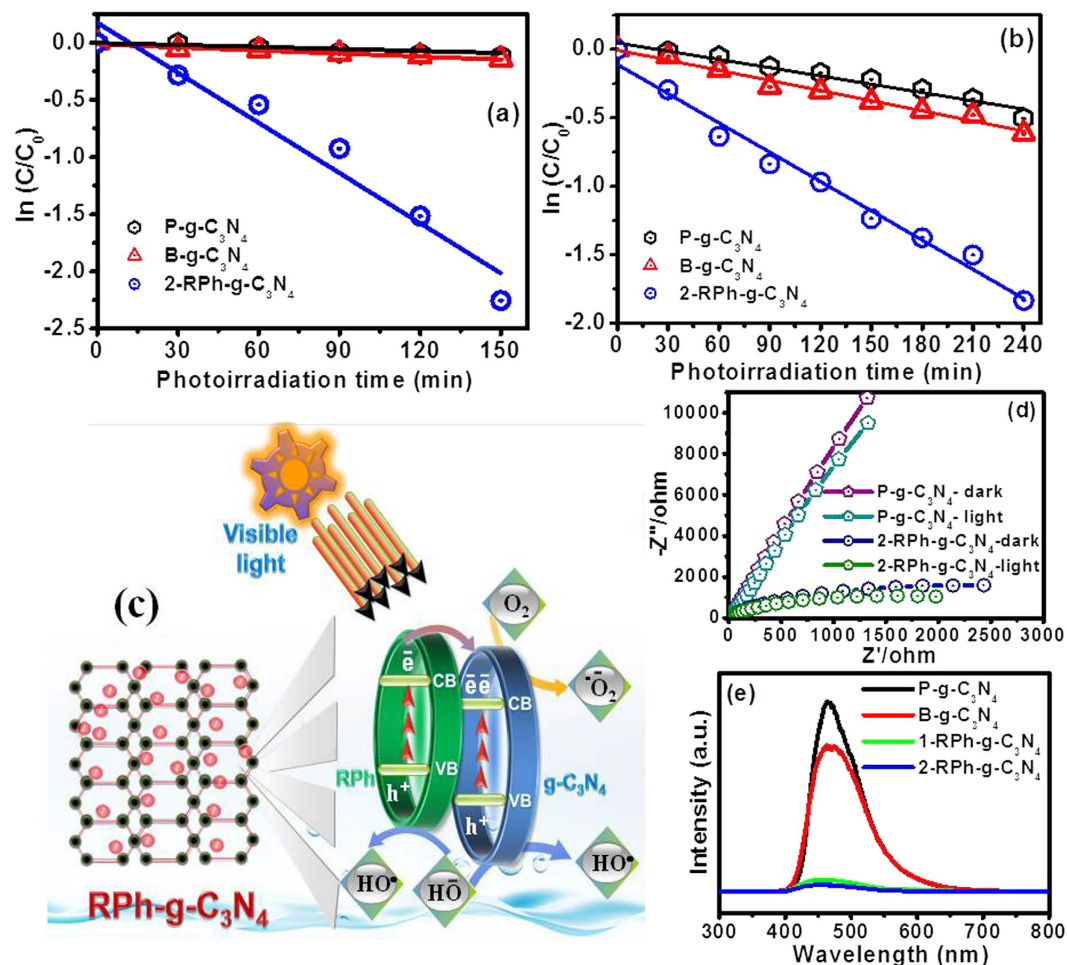 (a)
ln (C/C₀)
0.0
-0.5
-1.0
-1.5
-2.0
-2.5
P-g-C₃N₄
B-g-C₃N₄
2-RPh-g-C₃N₄
0 30 60 90 120 150
Photoirradiation time (min)
(b)
ln (C/C₀)
0.5
0.0
-0.5
-1.0
-1.5
-2.0
P-g-C₃N₄
B-g-C₃N₄
2-RPh-g-C₃N₄
0 30 60 90 120 150 180 210 240
Photoirradiation time (min)
(c)
Visible
light
O₂
ē
CB
ē ē
CB
•-O₂
RPh
VB
g-C₃N₄
h⁺
VB
h⁺
HO•
HO̅
HO•
RPh-g-C₃N₄
(d)
-Z''/ohm
10000
8000
6000
4000
2000
0
P-g-C₃N₄- dark
P-g-C₃N₄- light
2-RPh-g-C₃N₄-dark
2-RPh-g-C₃N₄-light
0 500 1000 1500 2000 2500 3000
Z'/ohm
(e)
Intensity (a.u.)
P-g-C₃N₄
B-g-C₃N₄
1-RPh-g-C₃N₄
2-RPh-g-C₃N₄
300 400 500 600 700 800
Wavelength (nm)